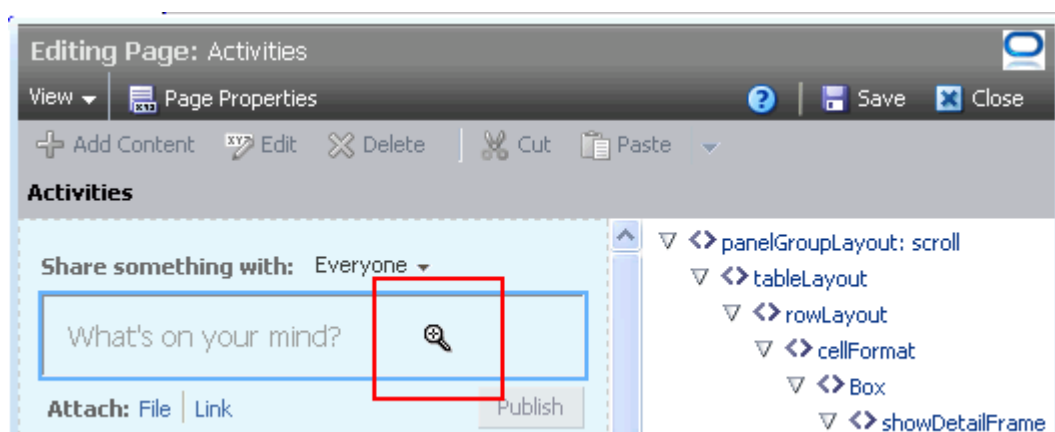 Editing Page: Activities
View Page Properties Save Close
Add Content Edit Delete Cut Paste
Activities
Share something with: Everyone
What's on your mind?
Attach: File Link Publish
panelGroupLayout: scroll
tableLayout
rowLayout
cellFormat
Box
showDetailFrame